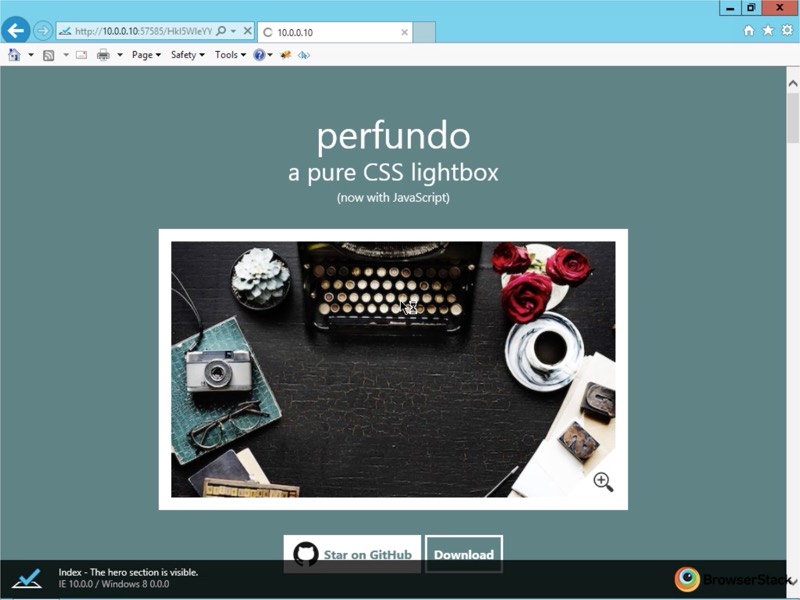 http://10.0.0.10:57585/HkI5WIeYY
10.0.0.10
Page
Safety
Tools
perfundo
a pure CSS lightbox
(now with JavaScript)
Star on GitHub
Download
Index - The hero section is visible.
IE 10.0.0 / Windows 8 0.0.0
BrowserStack